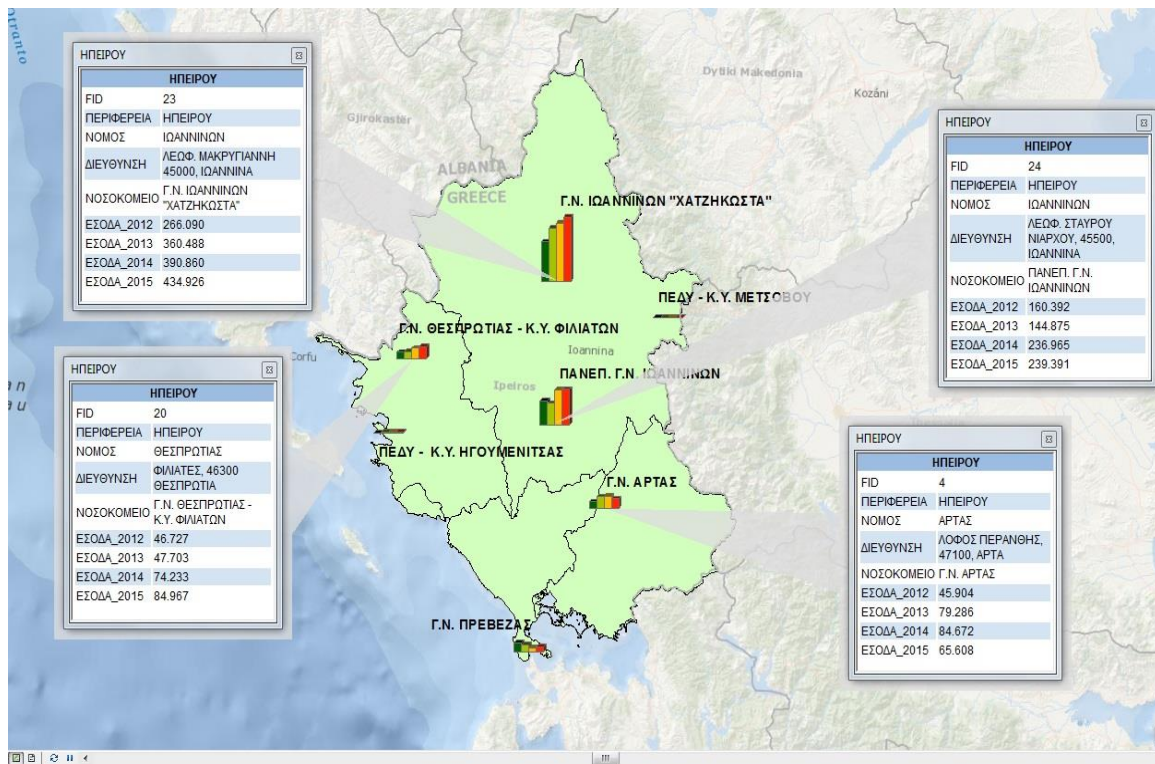 Otranto
ΗΠΕΙΡΟΥ
ΗΠΕΙΡΟΥ
FID 23
ΠΕΡΙΦΕΡΕΙΑ ΗΠΕΙΡΟΥ
ΝΟΜΟΣ ΙΩΑΝΝΙΝΩΝ
ΔΙΕΥΘΥΝΣΗ ΛΕΩΦ. ΜΑΚΡΥΓΙΑΝΝΗ
45000, ΙΩΑΝΝΙΝΑ
ΝΟΣΟΚΟΜΕΙΟ Γ.Ν. ΙΩΑΝΝΙΝΩΝ
"ΧΑΤΖΗΚΩΣΤΑ"
ΕΣΟΔΑ_2012 266.090
ΕΣΟΔΑ_2013 360.488
ΕΣΟΔΑ_2014 390.860
ΕΣΟΔΑ_2015 434.926
Dytiki Makedonia
Kozáni
Gjirokastër
ALBANIA
GREECE
Γ.Ν. ΙΩΑΝΝΙΝΩΝ "ΧΑΤΖΗΚΩΣΤΑ"
ΠΕΔΥ - Κ.Υ. ΜΕΤΣΟΒΟΥ
Γ.Ν. ΘΕΣΠΡΩΤΙΑΣ - Κ.Υ. ΦΙΛΙΑΤΩΝ
Corfu
Ioannina
ΠΑΝΕΠ. Γ.Ν. ΙΩΑΝΝΙΝΩΝ
Ipeiros
ΠΕΔΥ - Κ.Υ. ΗΓΟΥΜΕΝΙΤΣΑΣ
Γ.Ν. ΑΡΤΑΣ
Γ.Ν. ΠΡΕΒΕΖΑΣ
ΗΠΕΙΡΟΥ
ΗΠΕΙΡΟΥ
FID 24
ΠΕΡΙΦΕΡΕΙΑ ΗΠΕΙΡΟΥ
ΝΟΜΟΣ ΙΩΑΝΝΙΝΩΝ
ΔΙΕΥΘΥΝΣΗ ΛΕΩΦ. ΣΤΑΥΡΟΥ
ΝΙΑΡΧΟΥ, 45500,
ΙΩΑΝΝΙΝΑ
ΝΟΣΟΚΟΜΕΙΟ ΠΑΝΕΠ. Γ.Ν.
ΙΩΑΝΝΙΝΩΝ
ΕΣΟΔΑ_2012 160.392
ΕΣΟΔΑ_2013 144.875
ΕΣΟΔΑ_2014 236.965
ΕΣΟΔΑ_2015 239.391
ΗΠΕΙΡΟΥ
ΗΠΕΙΡΟΥ
FID 20
ΠΕΡΙΦΕΡΕΙΑ ΗΠΕΙΡΟΥ
ΝΟΜΟΣ ΘΕΣΠΡΩΤΙΑΣ
ΔΙΕΥΘΥΝΣΗ ΦΙΛΙΑΤΕΣ, 46300
ΘΕΣΠΡΩΤΙΑ
ΝΟΣΟΚΟΜΕΙΟ Γ.Ν. ΘΕΣΠΡΩΤΙΑΣ -
Κ.Υ. ΦΙΛΙΑΤΩΝ
ΕΣΟΔΑ_2012 46.727
ΕΣΟΔΑ_2013 47.703
ΕΣΟΔΑ_2014 74.233
ΕΣΟΔΑ_2015 84.967
ΗΠΕΙΡΟΥ
ΗΠΕΙΡΟΥ
FID 4
ΠΕΡΙΦΕΡΕΙΑ ΗΠΕΙΡΟΥ
ΝΟΜΟΣ ΑΡΤΑΣ
ΔΙΕΥΘΥΝΣΗ ΛΟΦΟΣ ΠΕΡΑΝΘΗΣ,
47100, ΑΡΤΑ
ΝΟΣΟΚΟΜΕΙΟ Γ.Ν. ΑΡΤΑΣ
ΕΣΟΔΑ_2012 45.904
ΕΣΟΔΑ_2013 79.286
ΕΣΟΔΑ_2014 84.672
ΕΣΟΔΑ_2015 65.608